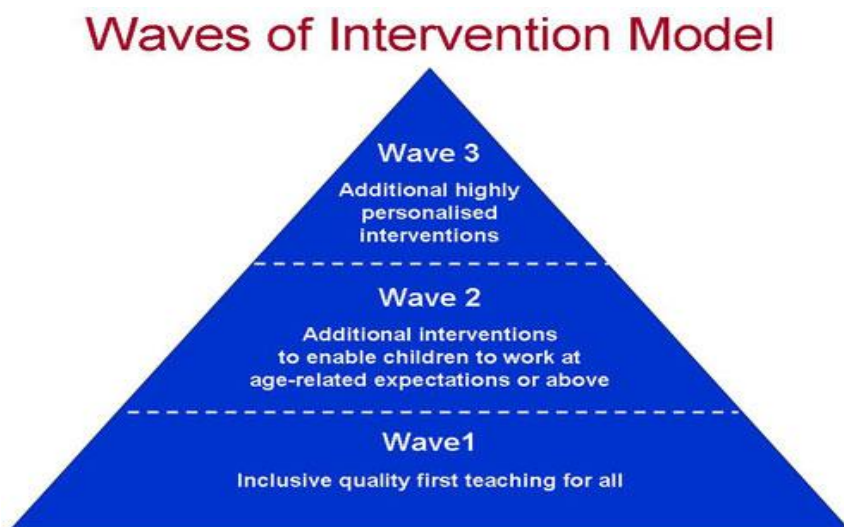 Waves of Intervention Model
Wave 3
Additional highly
personalised
interventions
Wave 2
Additional interventions
to enable children to work at
age-related expectations or above
Wave1
Inclusive quality first teaching for all